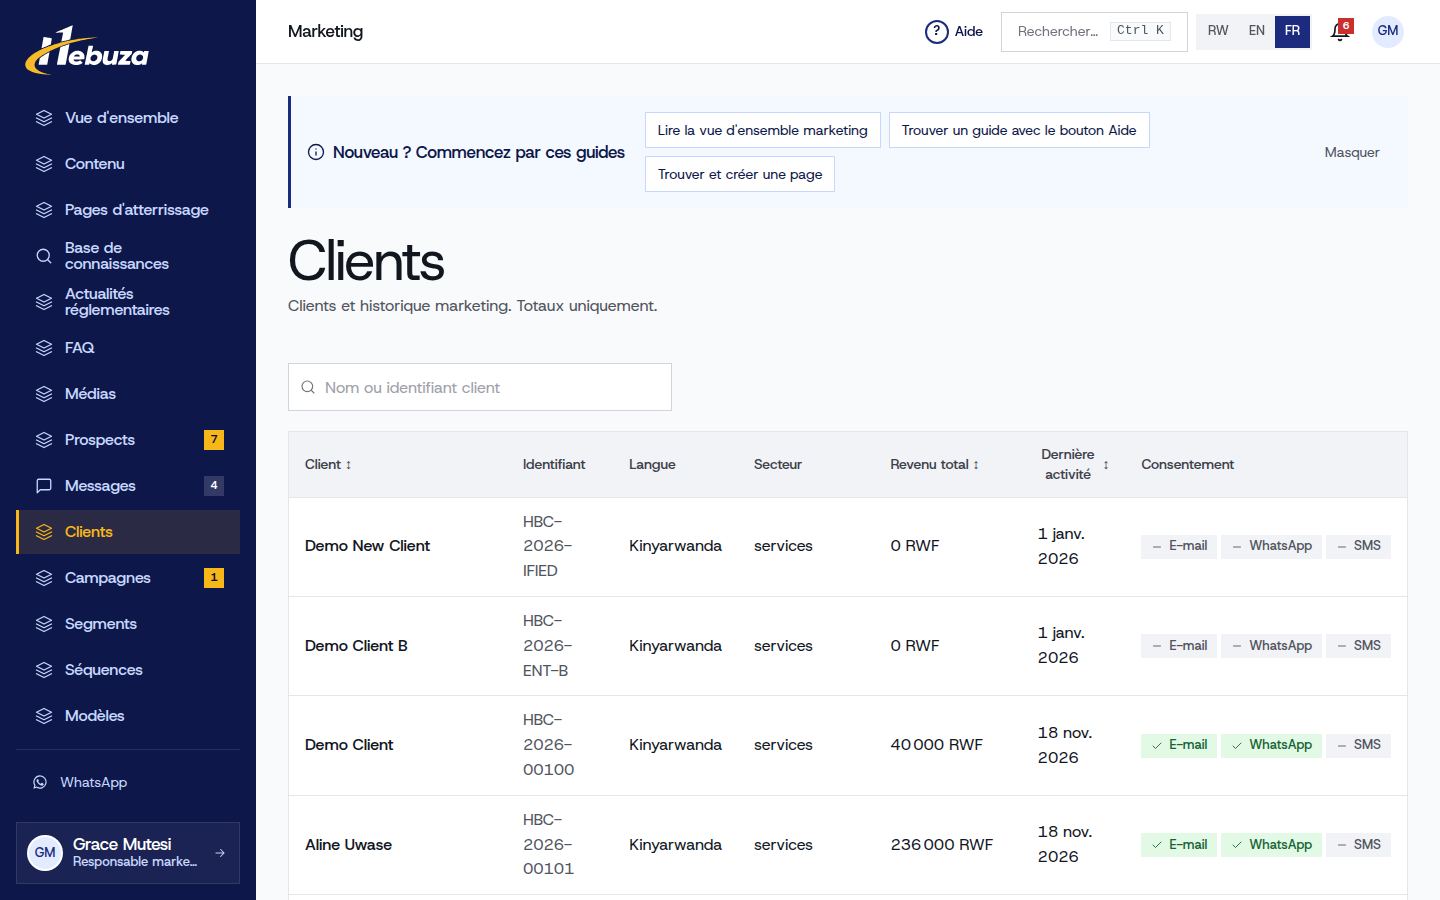 Hebuza
Vue d'ensemble
Contenu
Pages d'atterrissage
Base de
connaissances
Actualités
réglementaires
FAQ
Médias
Prospects 7
Messages 4
Clients
Campagnes 1
Segments
Séquences
Modèles
WhatsApp
GM Grace Mutesi
Responsable marke...
Marketing
? Aide
Rechercher... Ctrl K
RW EN FR
6
GM
Nouveau ? Commencez par ces guides
Lire la vue d'ensemble marketing
Trouver un guide avec le bouton Aide
Trouver et créer une page
Masquer
Clients
Clients et historique marketing. Totaux uniquement.
Nom ou identifiant client
Client ↕ Identifiant Langue Secteur Revenu total ↕ Dernière activité ↕ Consentement
Demo New Client HBC-2026-IFIED Kinyarwanda services 0 RWF 1 janv. 2026 – E-mail – WhatsApp – SMS
Demo Client B HBC-2026-ENT-B Kinyarwanda services 0 RWF 1 janv. 2026 – E-mail – WhatsApp – SMS
Demo Client HBC-2026-00100 Kinyarwanda services 40 000 RWF 18 nov. 2026 ✓ E-mail ✓ WhatsApp – SMS
Aline Uwase HBC-2026-00101 Kinyarwanda services 236 000 RWF 18 nov. 2026 ✓ E-mail ✓ WhatsApp – SMS